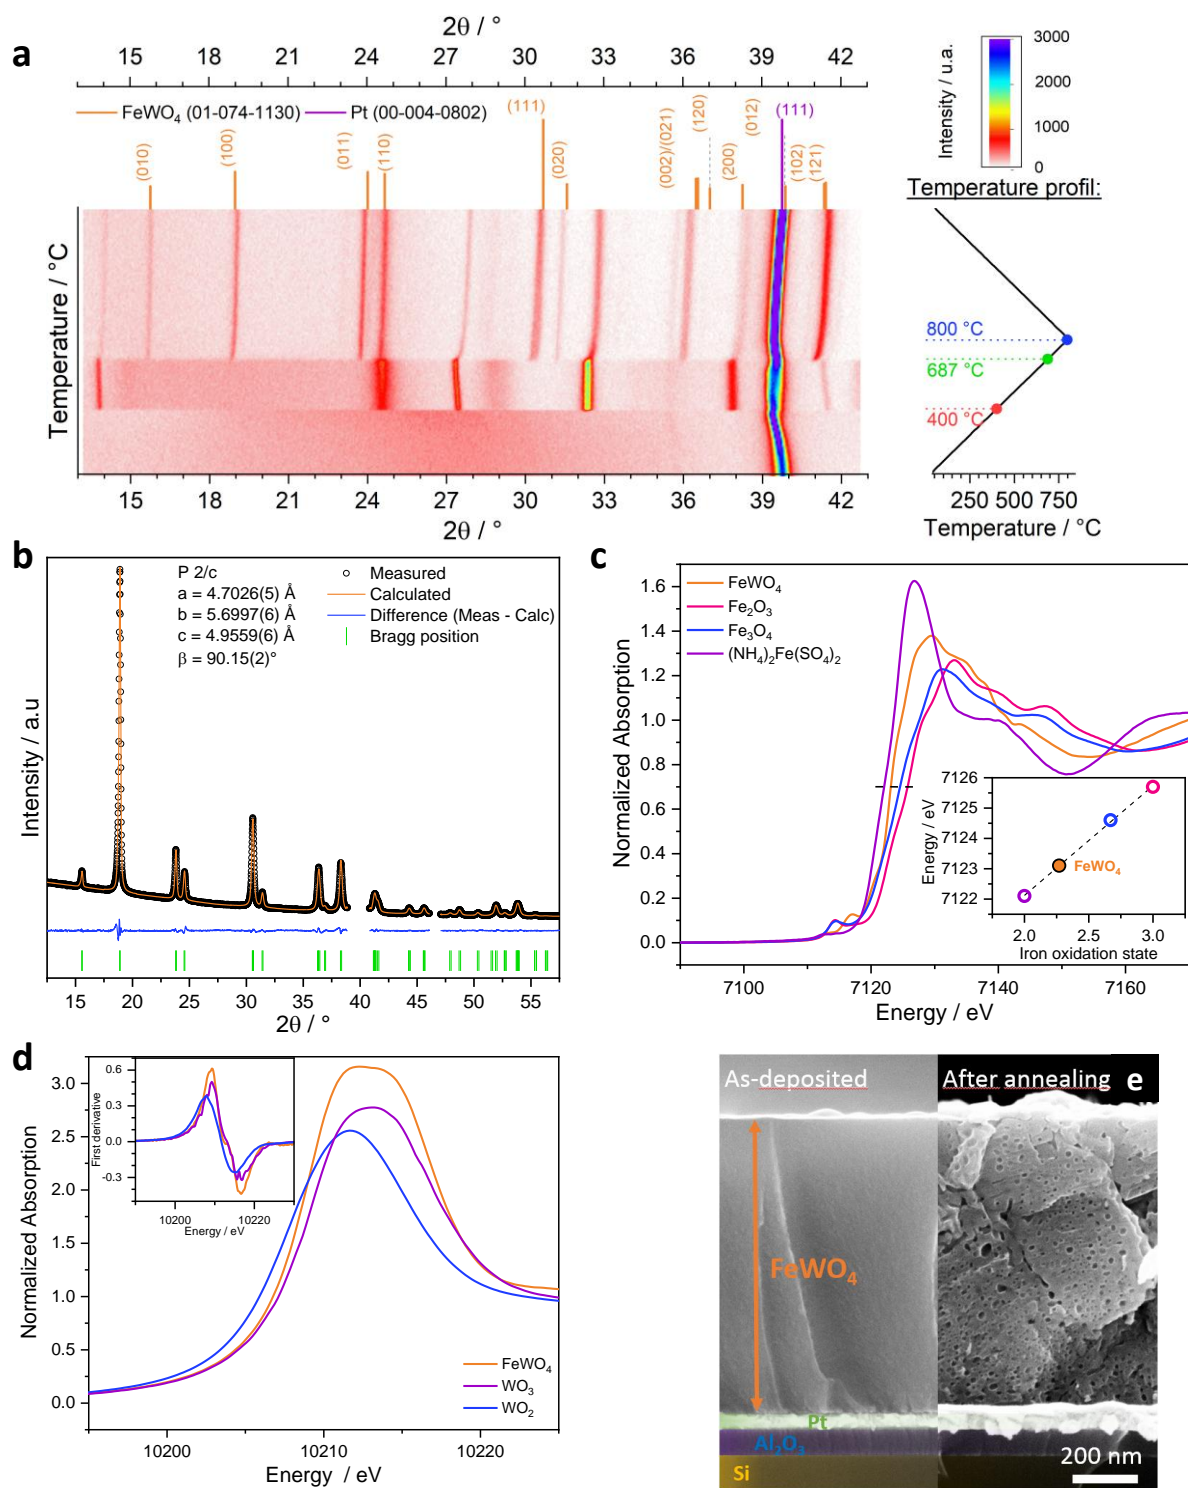 a
2θ / °
15 18 21 24 27 30 33 36 39 42
FeWO₄ (01-074-1130) Pt (00-004-0802)
(010) (100) (011) (110) (111) (020) (002)/(021) (120) (200) (012) (111) (102) (121)
Temperature / °C
15 18 21 24 27 30 33 36 39 42
2θ / °
Intensity / u.a.
3000
2000
1000
0
Temperature profil:
800 °C
687 °C
400 °C
250 500 750
Temperature / °C
b
P 2/c
a = 4.7026(5) Å
b = 5.6997(6) Å
c = 4.9559(6) Å
β = 90.15(2)°
Measured
Calculated
Difference (Meas - Calc)
Bragg position
Intensity / a.u
15 20 25 30 35 40 45 50 55
2θ / °
c
FeWO₄
Fe₂O₃
Fe₃O₄
(NH₄)₂Fe(SO₄)₂
Normalized Absorption
1.6
1.4
1.2
1.0
0.8
0.6
0.4
0.2
0.0
7100 7120 7140 7160
Energy / eV
Energy / eV
7126
7125
7124
7123
7122
FeWO₄
2.0 2.5 3.0
Iron oxidation state
d
Normalized Absorption
3.0
2.5
2.0
1.5
1.0
0.5
0.0
First derivative
0.6
0.3
0.0
-0.3
10200 10220
Energy / eV
FeWO₄
WO₃
WO₂
10200 10210 10220
Energy / eV
As-deposited
After annealing
e
FeWO₄
Pt
Al₂O₃
Si
200 nm